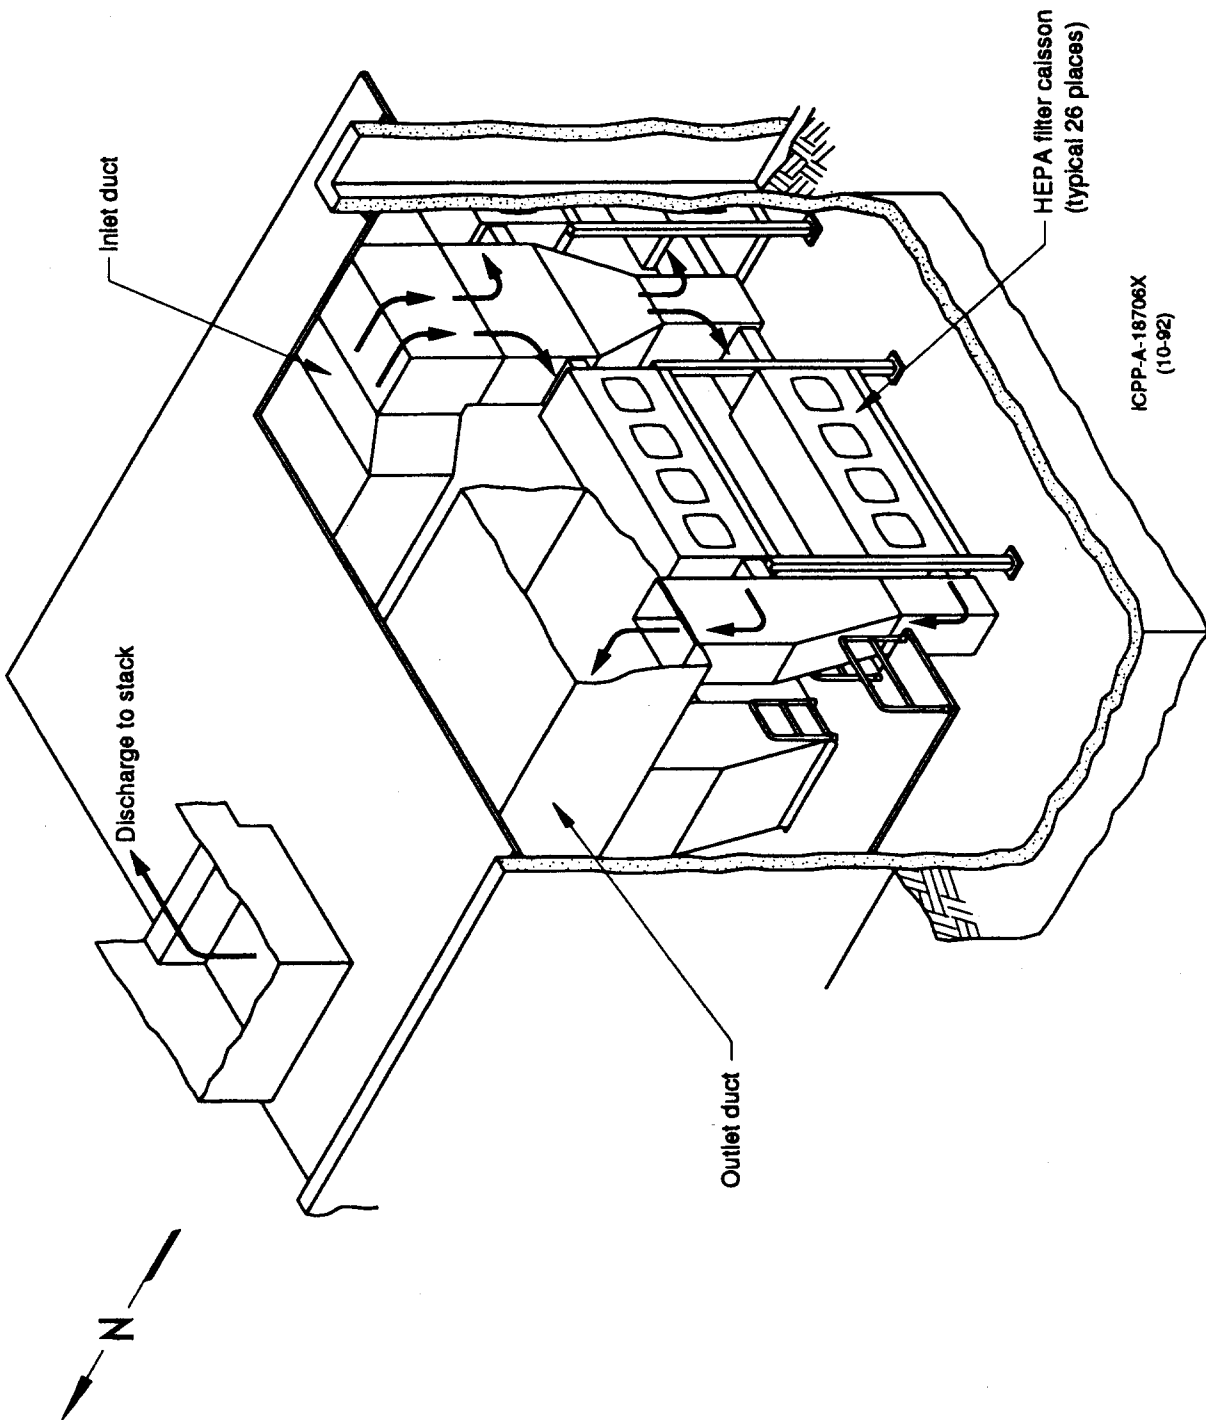 Inlet duct
Discharge to stack
HEPA filter caisson
(typical 26 places)
Outlet duct
N
ICPP-A-18706X
(10-92)